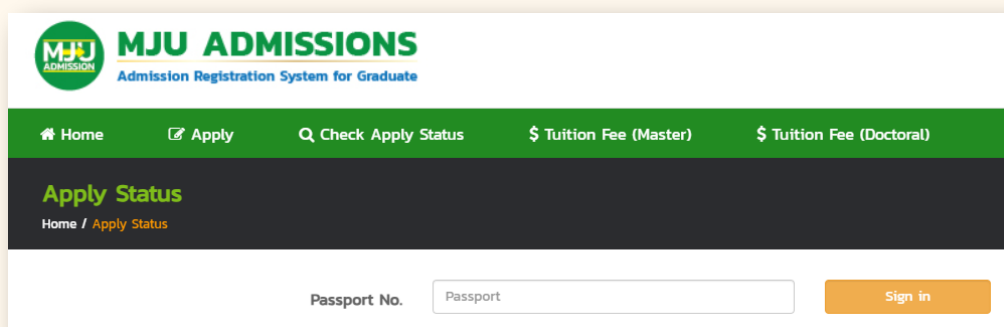 MJU
ADMISSION
MJU ADMISSIONS
Admission Registration System for Graduate
Home Apply Check Apply Status $ Tuition Fee (Master) $ Tuition Fee (Doctoral)
Apply Status
Home / Apply Status
Passport No. Passport Sign in